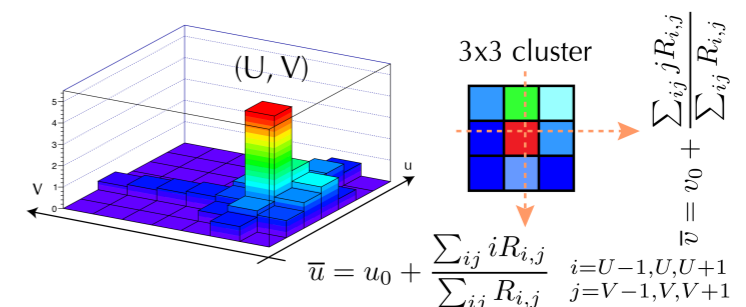 (U, V)
3x3 cluster
5
4
3
2
1
0
V
u
\overline{u} = u_0 + \frac{\sum_{ij} iR_{i,j}}{\sum_{ij} R_{i,j}}
i=U−1,U,U+1
j=V−1,V,V+1
\overline{v} = v_0 + \frac{\sum_{ij} jR_{i,j}}{\sum_{ij} R_{i,j}}